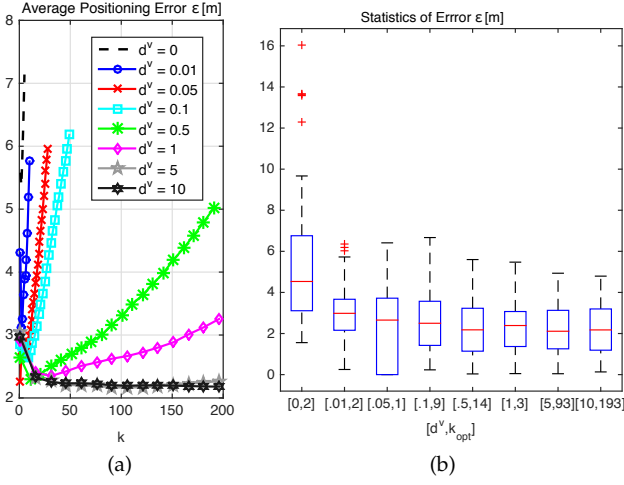 Average Positioning Error ε [m]
8
7
6
5
4
3
2
d^v = 0
d^v = 0.01
d^v = 0.05
d^v = 0.1
d^v = 0.5
d^v = 1
d^v = 5
d^v = 10
0 50 100 150 200
k
(a)
Statistics of Errror ε [m]
16
14
12
10
8
6
4
2
0
[0,2] [.01,2] [.05,1] [.1,9] [.5,14] [1,3] [5,93] [10,193]
[d^v,k_opt]
(b)